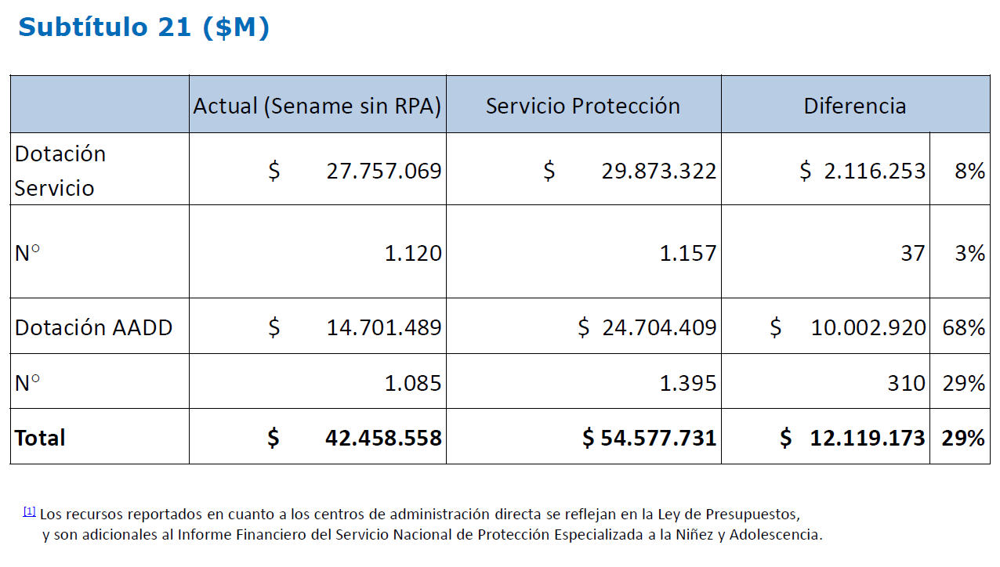 Subtítulo 21 ($M)
Actual (Sename sin RPA) Servicio Protección Diferencia
Dotación
Servicio $ 27.757.069 $ 29.873.322 $ 2.116.253 8%
N° 1.120 1.157 37 3%
Dotación AADD $ 14.701.489 $ 24.704.409 $ 10.002.920 68%
N° 1.085 1.395 310 29%
Total $ 42.458.558 $ 54.577.731 $ 12.119.173 29%
[1] Los recursos reportados en cuanto a los centros de administración directa se reflejan en la Ley de Presupuestos,
y son adicionales al Informe Financiero del Servicio Nacional de Protección Especializada a la Niñez y Adolescencia.